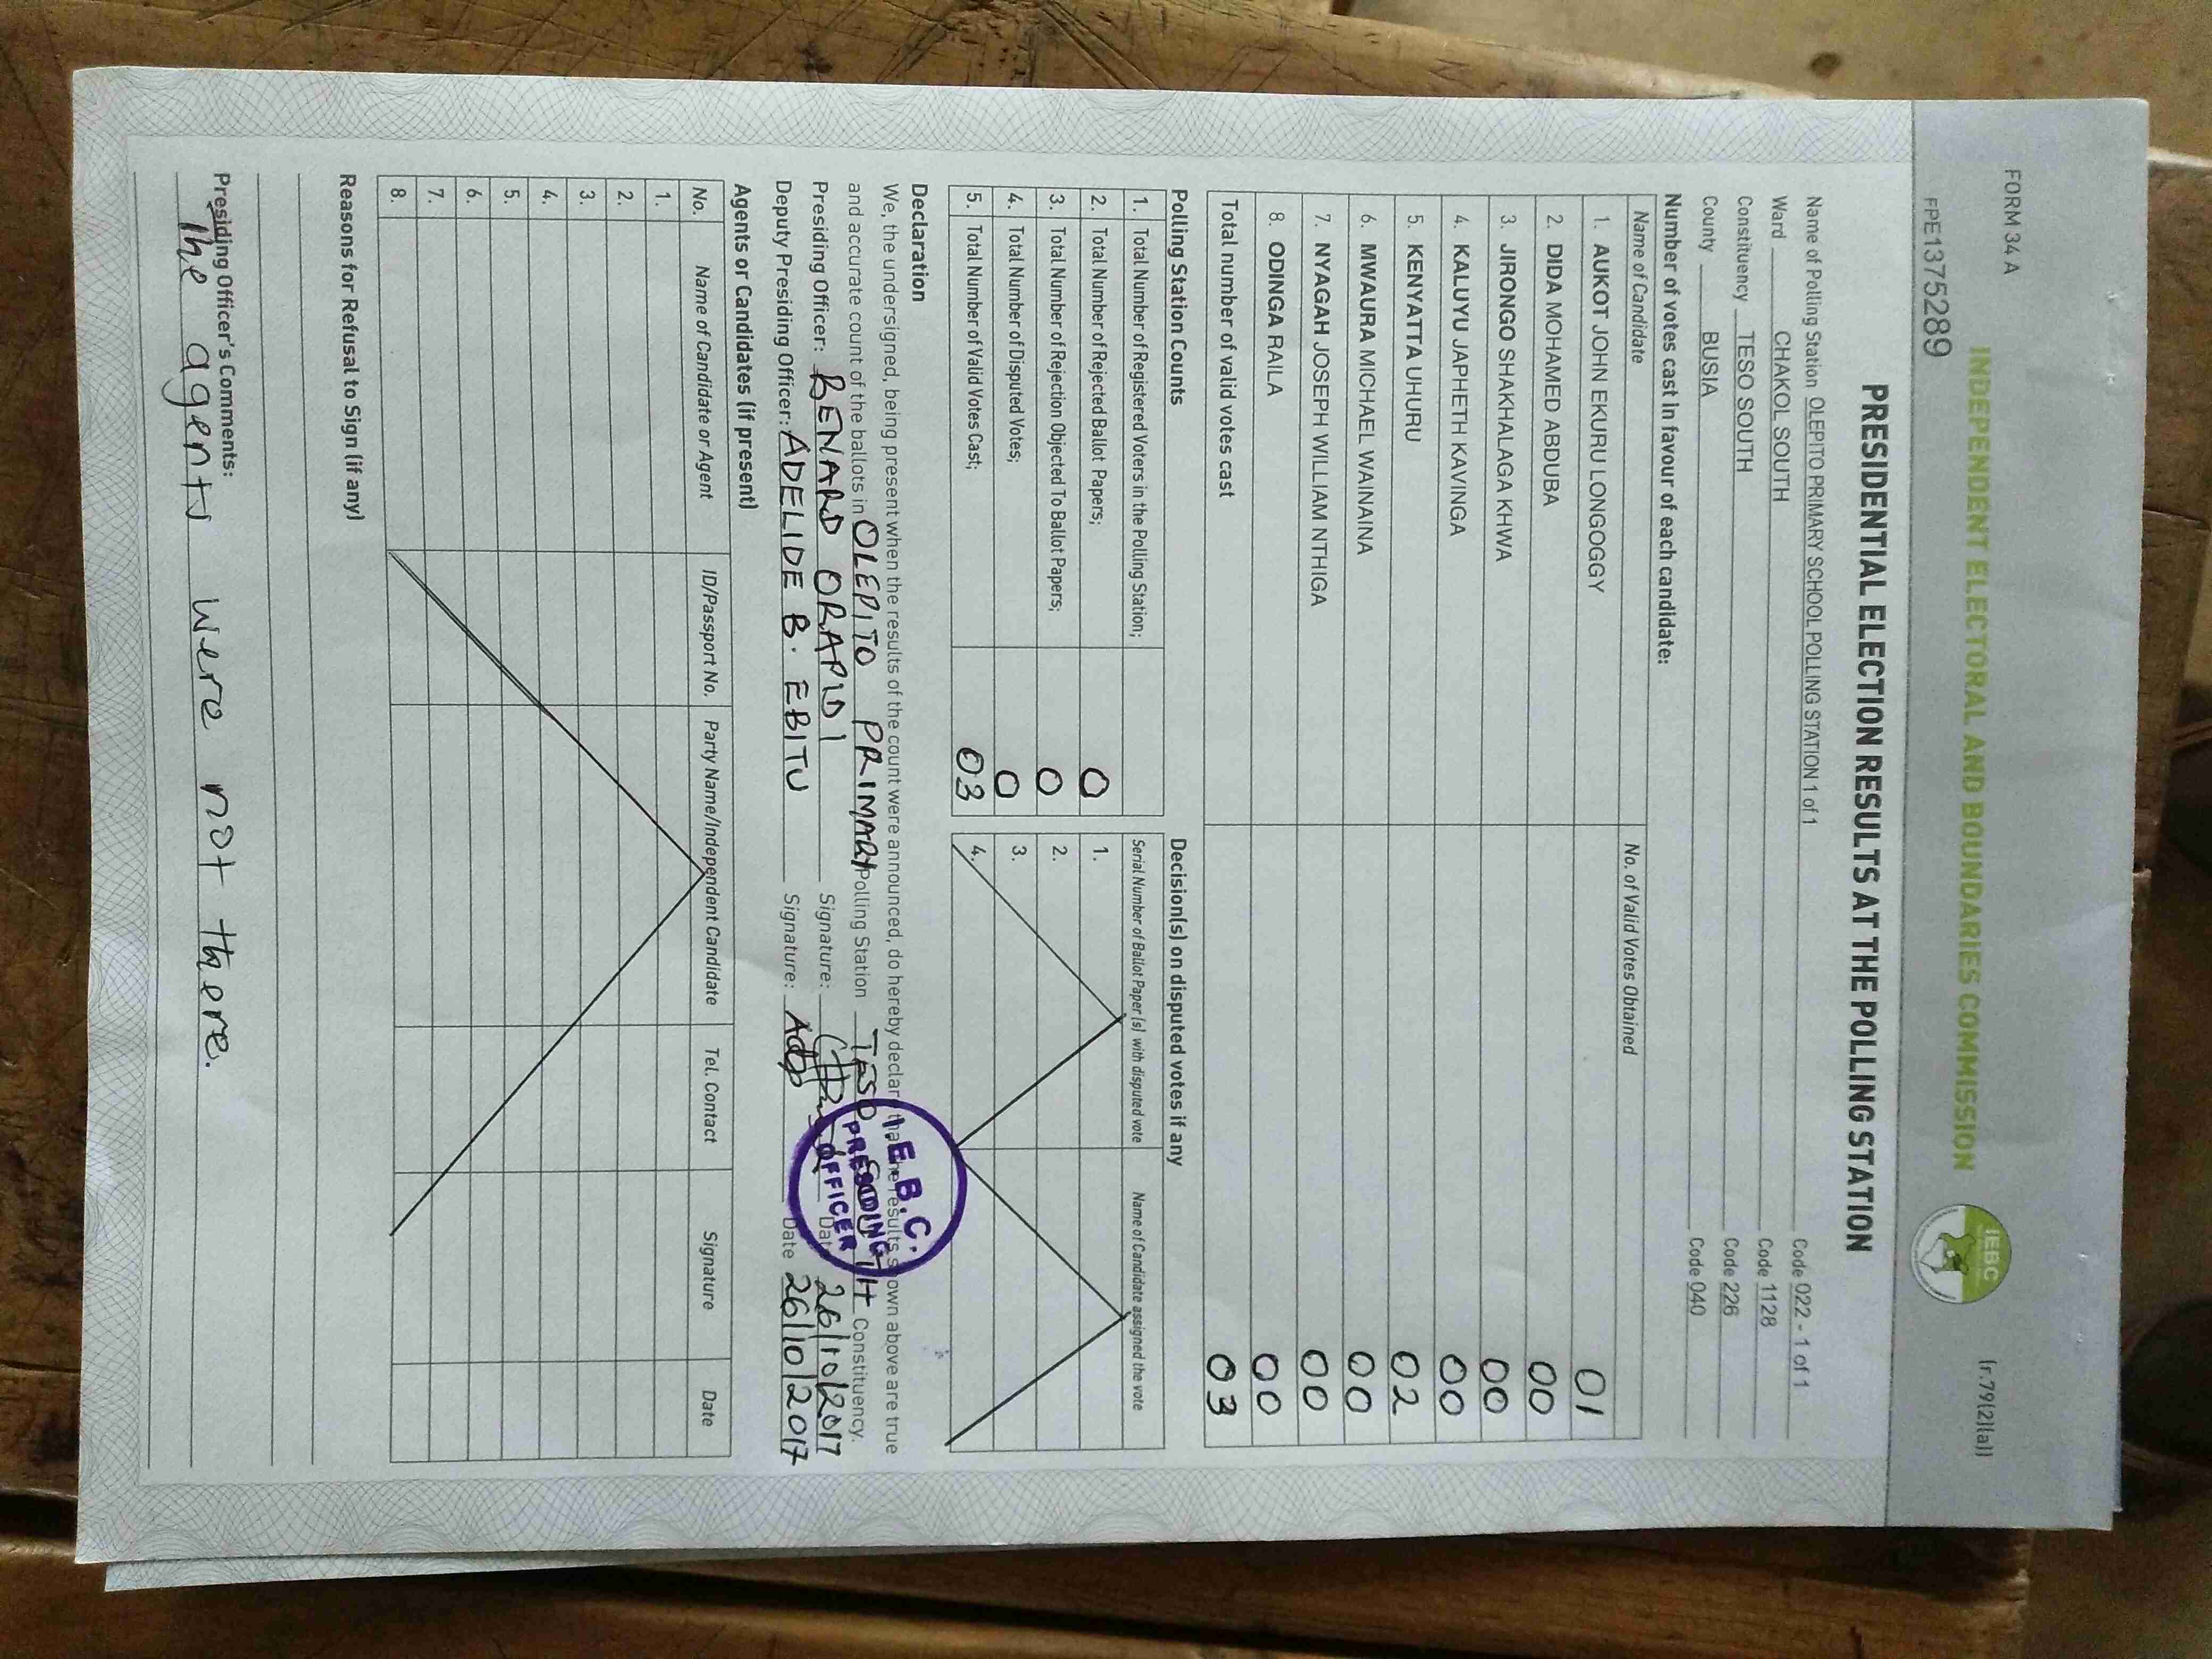 FORM 34 A
(r.79(2)(a))
INDEPENDENT ELECTORAL AND BOUNDARIES COMMISSION
IEBC
FPE1375289
PRESIDENTIAL ELECTION RESULTS AT THE POLLING STATION
Name of Polling Station OLEPITO PRIMARY SCHOOL POLLING STATION 1 of 1 Code 022 - 1 of 1
Ward CHAKOL SOUTH Code 1128
Constituency TESO SOUTH Code 226
County BUSIA Code 040
Number of votes cast in favour of each candidate:
Name of Candidate No. of Valid Votes Obtained
1. AUKOT JOHN EKURU LONGOGGY 01
2. DIDA MOHAMED ABDUBA 00
3. JIRONGO SHAKHALAGA KHWA 00
4. KALUYU JAPHETH KAVINGA 00
5. KENYATTA UHURU 02
6. MWAURA MICHAEL WAINAINA 00
7. NYAGAH JOSEPH WILLIAM NTHIGA 00
8. ODINGA RAILA 00
Total number of valid votes cast 03
Polling Station Counts Decision(s) on disputed votes if any
1. Total Number of Registered Voters in the Polling Station; Serial Number of Ballot Paper (s) with disputed vote Name of Candidate assigned the vote
2. Total Number of Rejected Ballot Papers; 0 1.
3. Total Number of Rejection Objected To Ballot Papers; 0 2.
4. Total Number of Disputed Votes; 0 3.
5. Total Number of Valid Votes Cast; 03 4.
Declaration
We, the undersigned, being present when the results of the count were announced, do hereby declare that the results shown above are true
and accurate count of the ballots in OLEPITO PRIMARY Polling Station TESO SOUTH Constituency.
Presiding Officer: BENARD ORAPIDI Signature: Date 26/10/2017
Deputy Presiding Officer: ADELIDE B. EBITU Signature: Date 26/10/2017
I.E.B.C.
PRESIDING
OFFICER
Agents or Candidates (if present)
No. Name of Candidate or Agent ID/Passport No. Party Name/Independent Candidate Tel. Contact Signature Date
1.
2.
3.
4.
5.
6.
7.
8.
Reasons for Refusal to Sign (if any)
Presiding Officer's Comments:
The agents were not there.